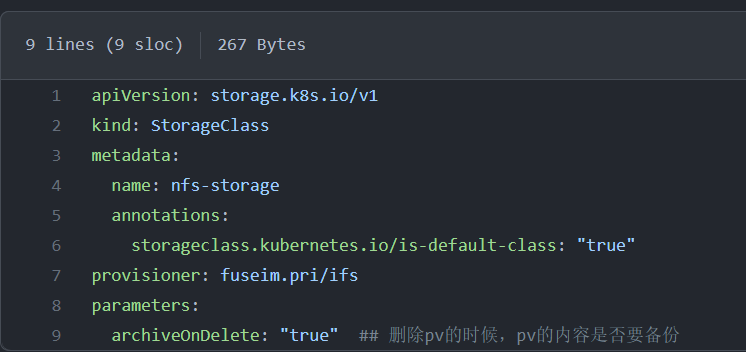 9 lines (9 sloc) 267 Bytes
1 apiVersion: storage.k8s.io/v1
2 kind: StorageClass
3 metadata:
4   name: nfs-storage
5   annotations:
6     storageclass.kubernetes.io/is-default-class: "true"
7 provisioner: fuseim.pri/ifs
8 parameters:
9   archiveOnDelete: "true"  ## 删除pv的时候，pv的内容是否要备份